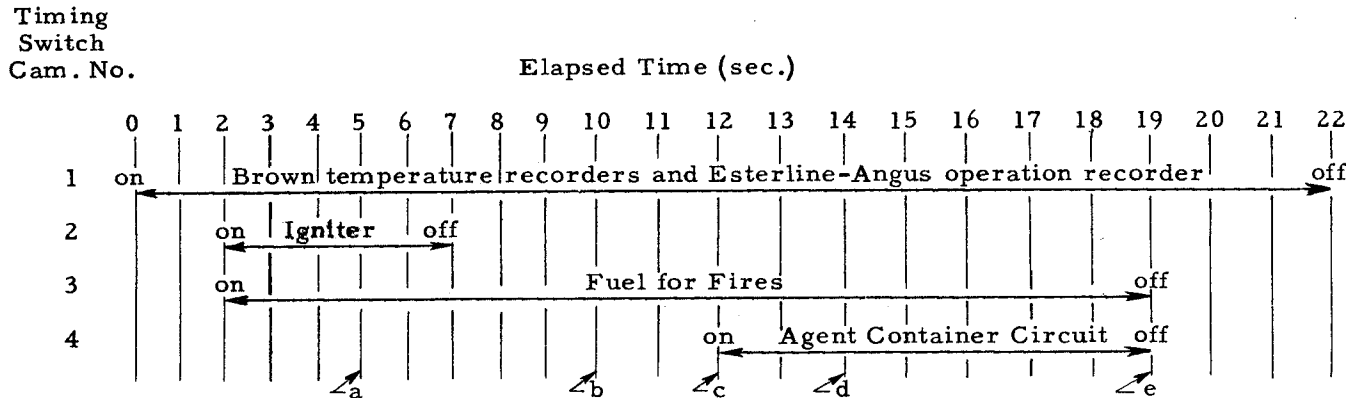 Timing
Switch
Cam. No.
Elapsed Time (sec.)
0 1 2 3 4 5 6 7 8 9 10 11 12 13 14 15 16 17 18 19 20 21 22
1 on Brown temperature recorders and Esterline-Angus operation recorder off
2 on Igniter off
3 on Fuel for Fires off
4 on Agent Container Circuit off
a b c d e